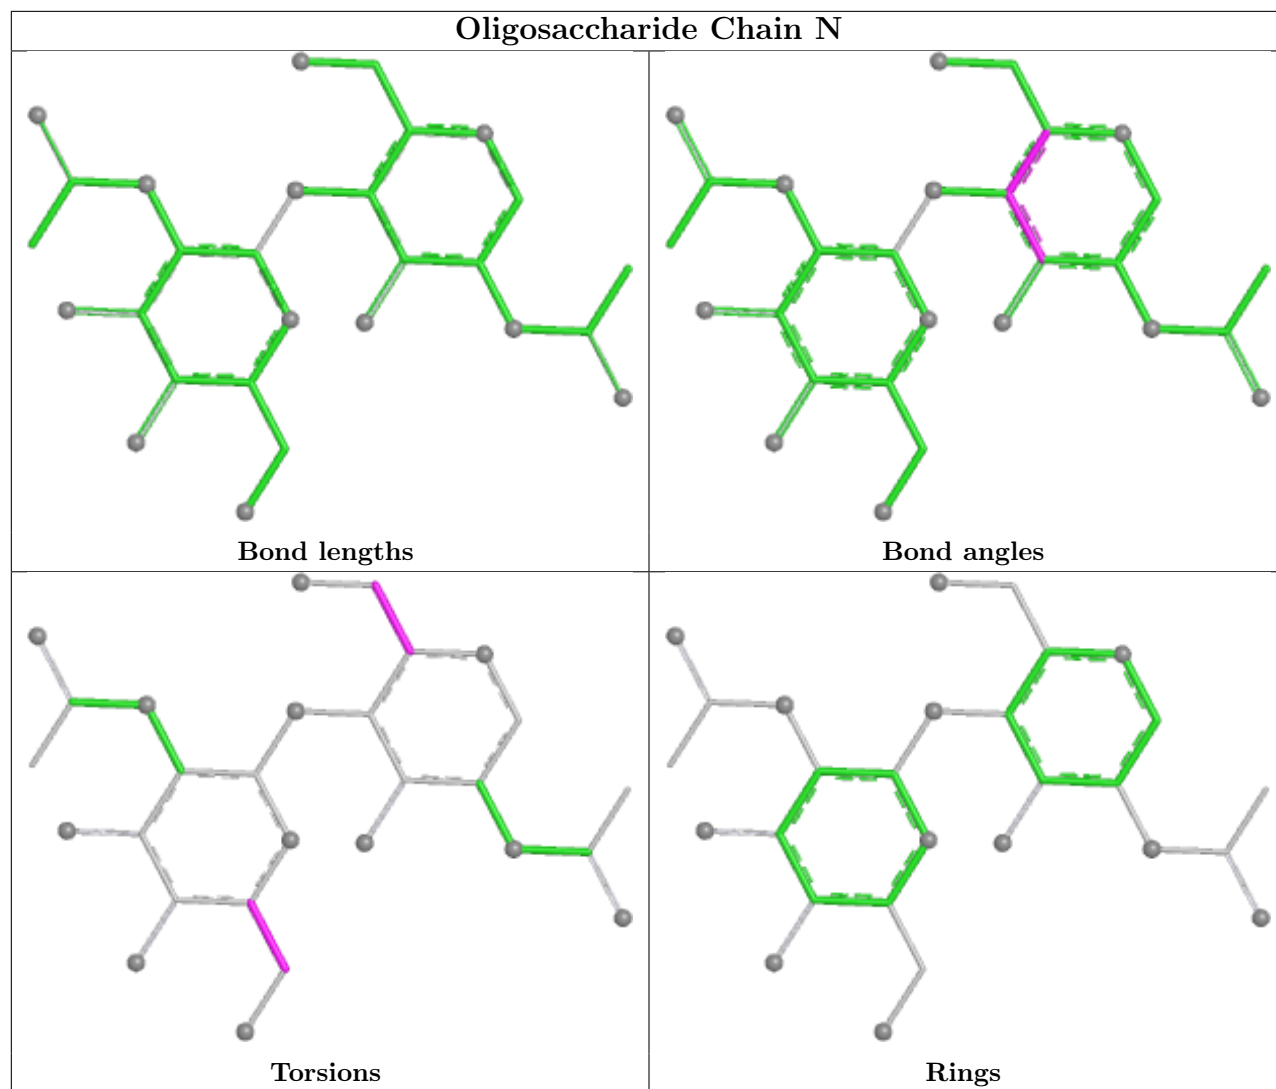 Oligosaccharide Chain N
Bond lengths
Bond angles
Torsions
Rings